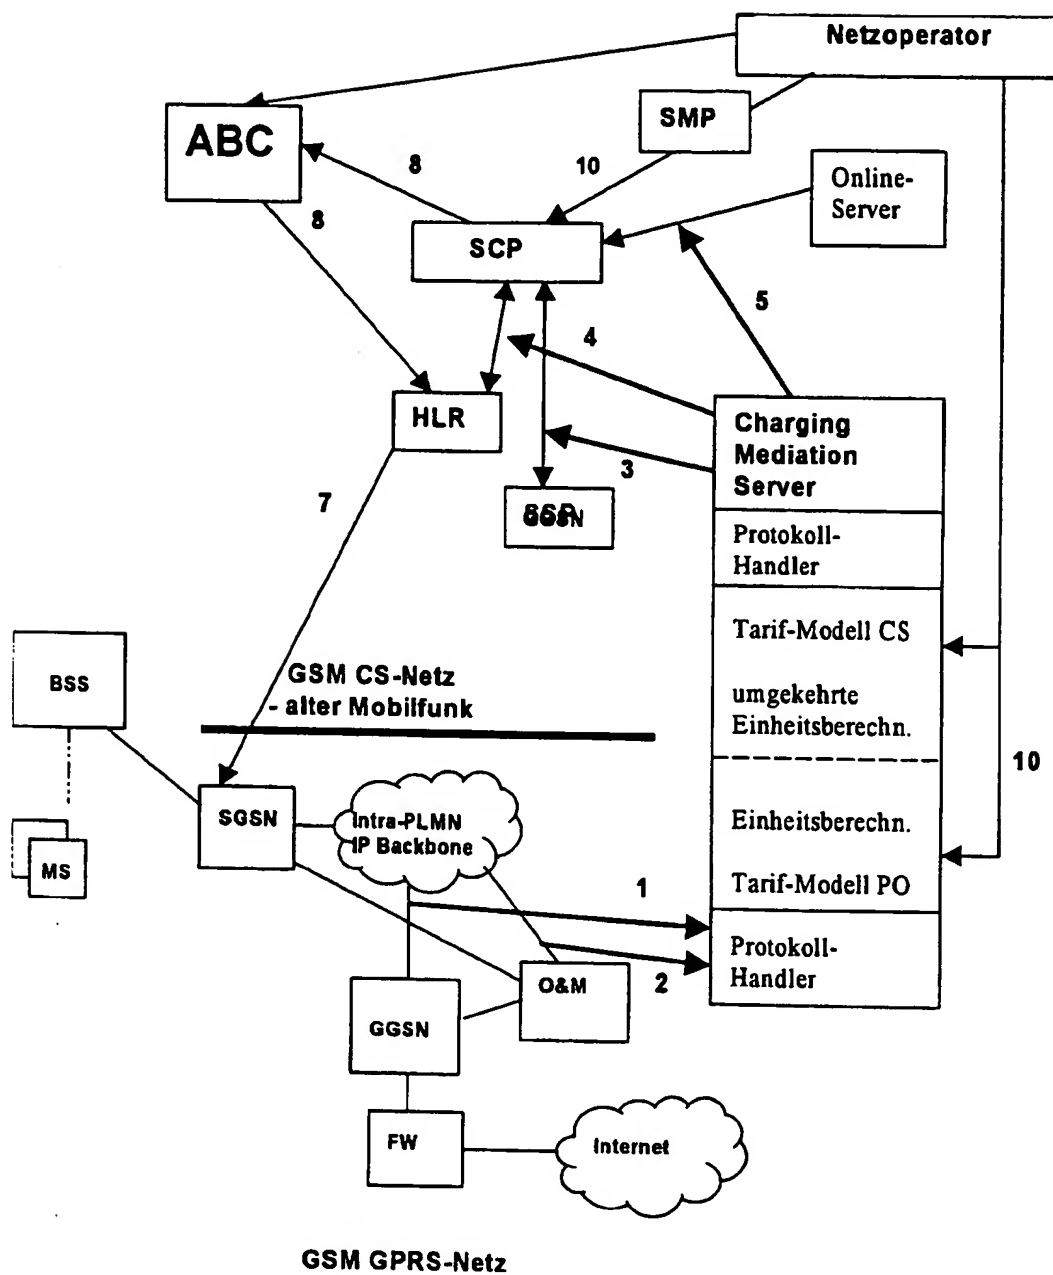 Netzoperator
ABC
SMP
8
10
Online-
Server
8
SCP
5
4
HLR
Charging
Mediation
Server
3
7
Protokoll-
Handler
Tarif-Modell CS
BSS
GSM CS-Netz
- alter Mobilfunk
umgekehrte
Einheitsberechn.
10
SGSN
Intra-PLMN
IP Backbone
Einheitsberechn.
MS
1
Tarif-Modell PO
Protokoll-
Handler
2
O&M
GGSN
FW
Internet
GSM GPRS-Netz